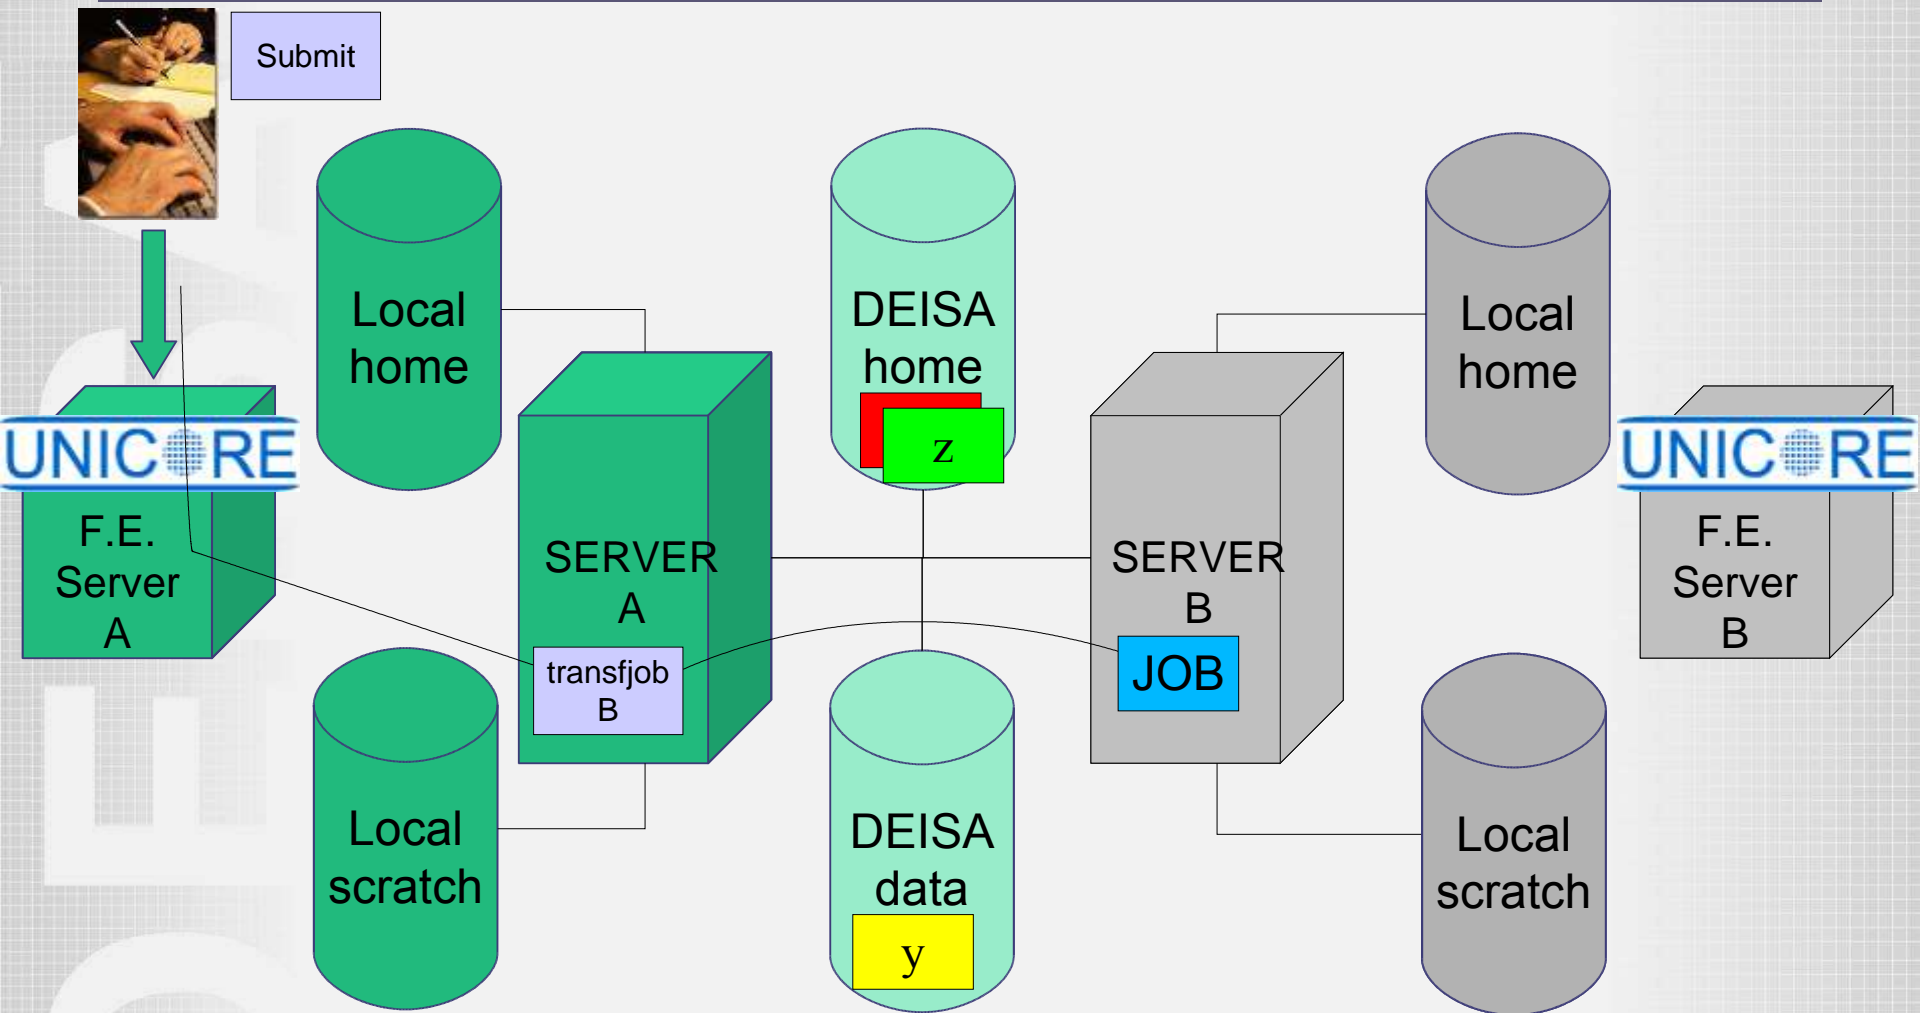 Submit
Local
home
DEISA
home
z
Local
home
UNICORE
F.E.
Server
A
SERVER
A
transfjob
B
SERVER
B
JOB
UNICORE
F.E.
Server
B
Local
scratch
DEISA
data
y
Local
scratch